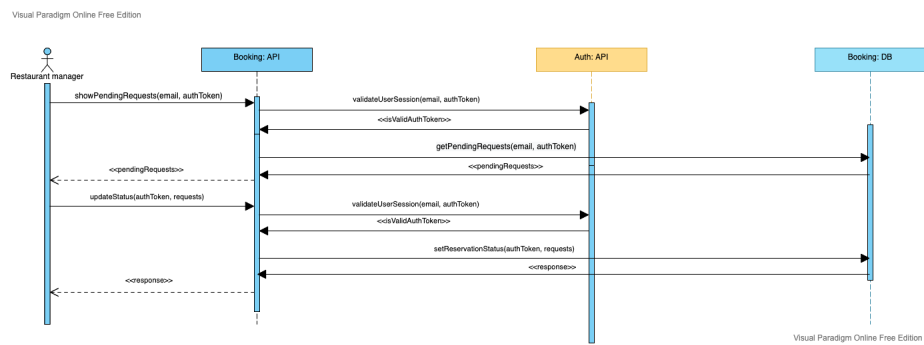 Visual Paradigm Online Free Edition
Restaurant manager
Booking: API
Auth: API
Booking: DB
showPendingRequests(email, authToken)
validateUserSession(email, authToken)
<<isValidAuthToken>>
getPendingRequests(email, authToken)
<<pendingRequests>>
<<pendingRequests>>
updateStatus(authToken, requests)
validateUserSession(email, authToken)
<<isValidAuthToken>>
setReservationStatus(authToken, requests)
<<response>>
<<response>>
Visual Paradigm Online Free Edition